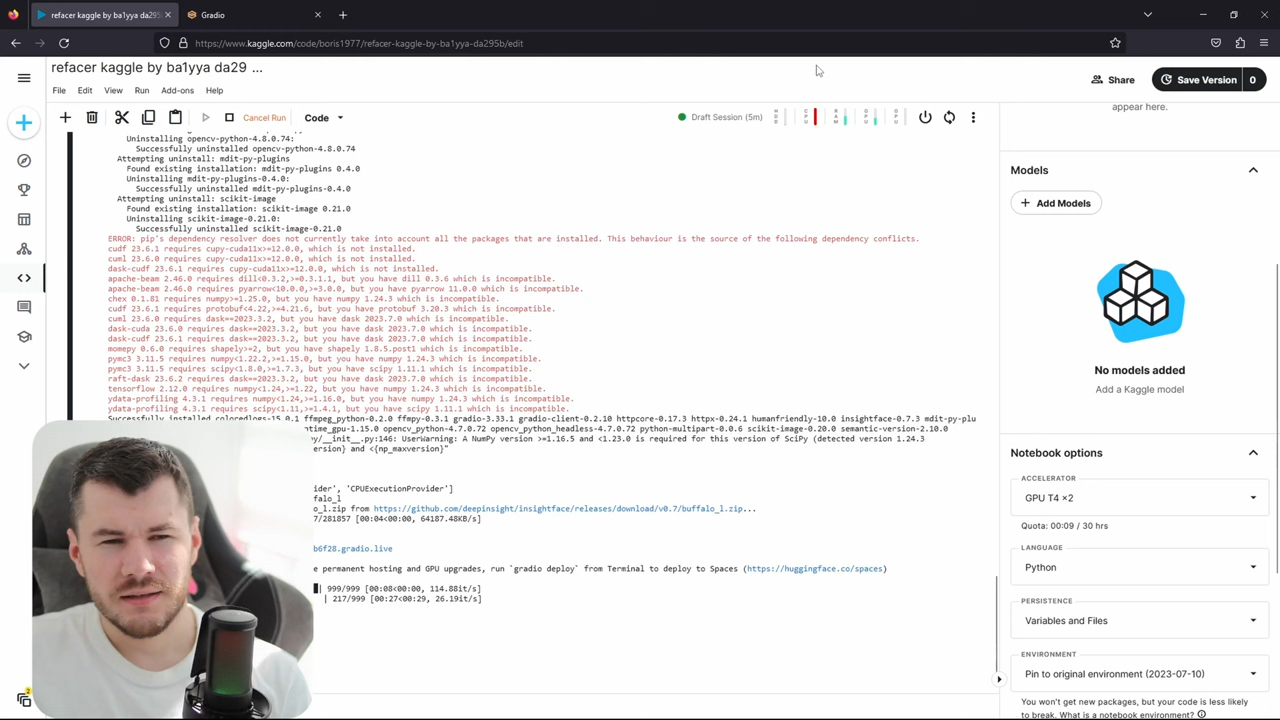 refacer kaggle by ba1yya da295
Gradio
https://www.kaggle.com/code/boris1977/refacer-kaggle-by-ba1yya-da295b/edit
refacer kaggle by ba1yya da29 ...
Share
Save Version
0
File Edit View Run Add-ons Help
Cancel Run
Code
Draft Session (5m)
HDD
CPU
RAM
GPU
GPU
appear here.
Uninstalling opencv-python-4.8.0.74:
Successfully uninstalled opencv-python-4.8.0.74
Attempting uninstall: mdit-py-plugins
Found existing installation: mdit-py-plugins 0.4.0
Uninstalling mdit-py-plugins-0.4.0:
Successfully uninstalled mdit-py-plugins-0.4.0
Attempting uninstall: scikit-image
Found existing installation: scikit-image 0.21.0
Uninstalling scikit-image-0.21.0:
Successfully uninstalled scikit-image-0.21.0
ERROR: pip's dependency resolver does not currently take into account all the packages that are installed. This behaviour is the source of the following dependency conflicts.
cudf 23.6.1 requires cupy-cuda11x>=12.0.0, which is not installed.
cuml 23.6.0 requires cupy-cuda11x>=12.0.0, which is not installed.
dask-cudf 23.6.1 requires cupy-cuda11x>=12.0.0, which is not installed.
apache-beam 2.46.0 requires dill<0.3.2,>=0.3.1.1, but you have dill 0.3.6 which is incompatible.
apache-beam 2.46.0 requires pyarrow<10.0.0,>=3.0.0, but you have pyarrow 11.0.0 which is incompatible.
chex 0.1.81 requires numpy>=1.25.0, but you have numpy 1.24.3 which is incompatible.
cudf 23.6.1 requires protobuf<4.22,>=4.21.6, but you have protobuf 3.20.3 which is incompatible.
cuml 23.6.0 requires dask==2023.3.2, but you have dask 2023.7.0 which is incompatible.
dask-cuda 23.6.0 requires dask==2023.3.2, but you have dask 2023.7.0 which is incompatible.
dask-cudf 23.6.1 requires dask==2023.3.2, but you have dask 2023.7.0 which is incompatible.
momepy 0.6.0 requires shapely>=2, but you have shapely 1.8.5.post1 which is incompatible.
pymc3 3.11.5 requires numpy<1.22.2,>=1.15.0, but you have numpy 1.24.3 which is incompatible.
pymc3 3.11.5 requires scipy<1.8.0,>=1.7.3, but you have scipy 1.11.1 which is incompatible.
raft-dask 23.6.2 requires dask==2023.3.2, but you have dask 2023.7.0 which is incompatible.
tensorflow 2.12.0 requires numpy<1.24,>=1.22, but you have numpy 1.24.3 which is incompatible.
ydata-profiling 4.3.1 requires numpy<1.24,>=1.16.0, but you have numpy 1.24.3 which is incompatible.
ydata-profiling 4.3.1 requires scipy<1.11,>=1.4.1, but you have scipy 1.11.1 which is incompatible.
Successfully installed coloredlogs-15.0.1 ffmpeg_python-0.2.0 ffmpy-0.3.1 gradio-3.33.1 gradio-client-0.2.10 httpcore-0.17.3 httpx-0.24.1 humanfriendly-10.0 insightface-0.7.3 mdit-py-plu
ntime_gpu-1.15.0 opencv_python-4.7.0.72 opencv_python_headless-4.7.0.72 python-multipart-0.0.6 scikit-image-0.20.0 semantic-version-2.10.0
py/__init__.py:146: UserWarning: A NumPy version >=1.16.5 and <1.23.0 is required for this version of SciPy (detected version 1.24.3
ersion} and <{np_maxversion}"
ider', 'CPUExecutionProvider']
falo_l
o_l.zip from https://github.com/deepinsight/insightface/releases/download/v0.7/buffalo_l.zip...
7/281857 [00:04<00:00, 64187.48KB/s]
b6f28.gradio.live
e permanent hosting and GPU upgrades, run `gradio deploy` from Terminal to deploy to Spaces (https://huggingface.co/spaces)
| 999/999 [00:08<00:00, 114.88it/s]
| 217/999 [00:27<00:29, 26.19it/s]
Models
Add Models
No models added
Add a Kaggle model
Notebook options
ACCELERATOR
GPU T4 ×2
Quota: 00:09 / 30 hrs
LANGUAGE
Python
PERSISTENCE
Variables and Files
ENVIRONMENT
Pin to original environment (2023-07-10)
You won't get new packages, but your code is less likely
to break. What is a notebook environment?